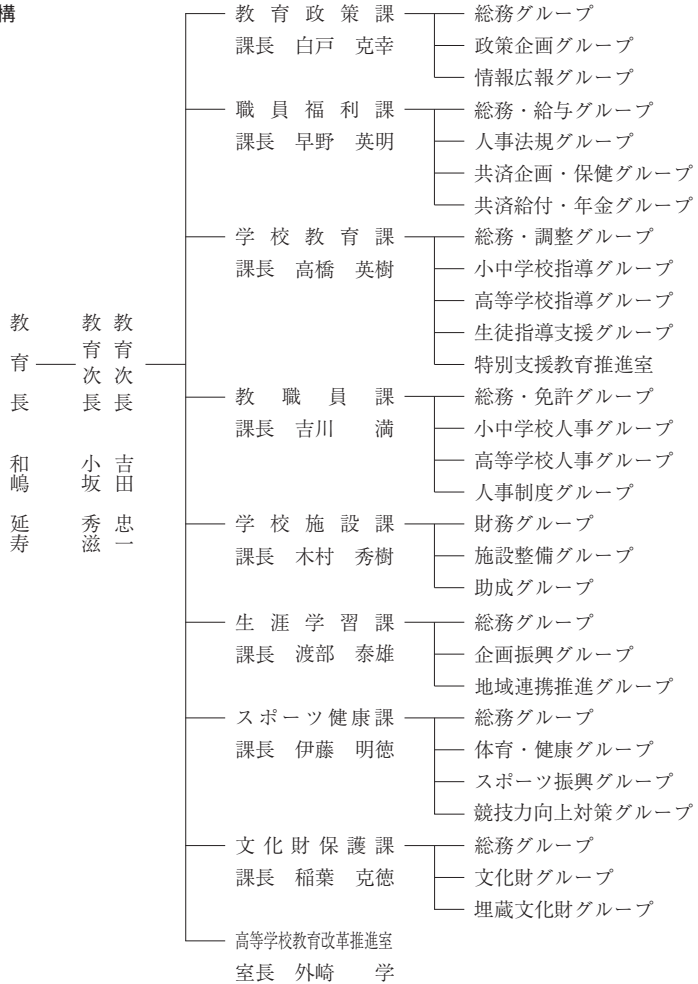 構
教育長 和嶋 延寿
教育次長 小坂 秀滋
教育次長 吉田 忠一
教育政策課
課長 白戸 克幸
総務グループ
政策企画グループ
情報広報グループ
職員福利課
課長 早野 英明
総務・給与グループ
人事法規グループ
共済企画・保健グループ
共済給付・年金グループ
学校教育課
課長 高橋 英樹
総務・調整グループ
小中学校指導グループ
高等学校指導グループ
生徒指導支援グループ
特別支援教育推進室
教職員課
課長 吉川 満
総務・免許グループ
小中学校人事グループ
高等学校人事グループ
人事制度グループ
学校施設課
課長 木村 秀樹
財務グループ
施設整備グループ
助成グループ
生涯学習課
課長 渡部 泰雄
総務グループ
企画振興グループ
地域連携推進グループ
スポーツ健康課
課長 伊藤 明徳
総務グループ
体育・健康グループ
スポーツ振興グループ
競技力向上対策グループ
文化財保護課
課長 稲葉 克徳
総務グループ
文化財グループ
埋蔵文化財グループ
高等学校教育改革推進室
室長 外崎 学